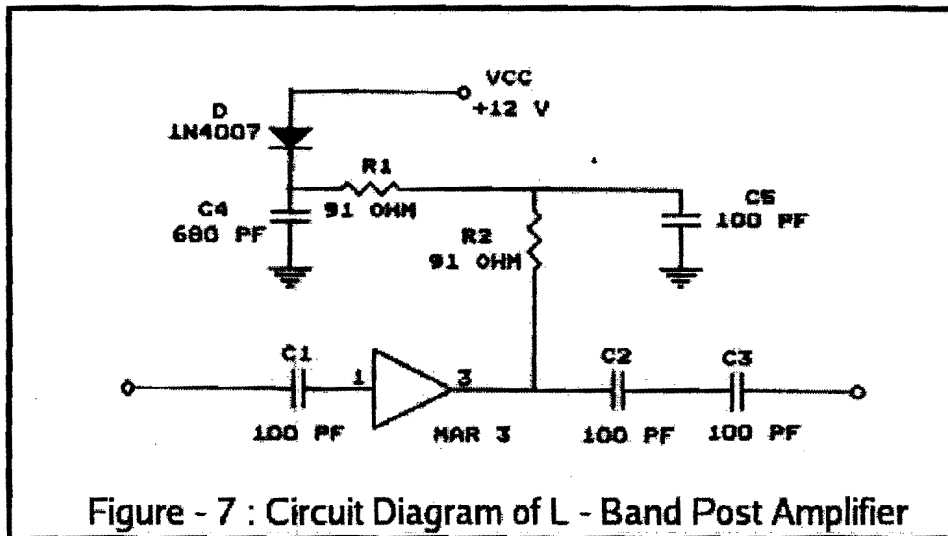 VCC
+12 V
D
1N4007
R1
91 OHM
C4
680 PF
C5
100 PF
R2
91 OHM
C1
1
3
C2
C3
100 PF
MAR 3
100 PF
100 PF
Figure - 7 : Circuit Diagram of L - Band Post Amplifier